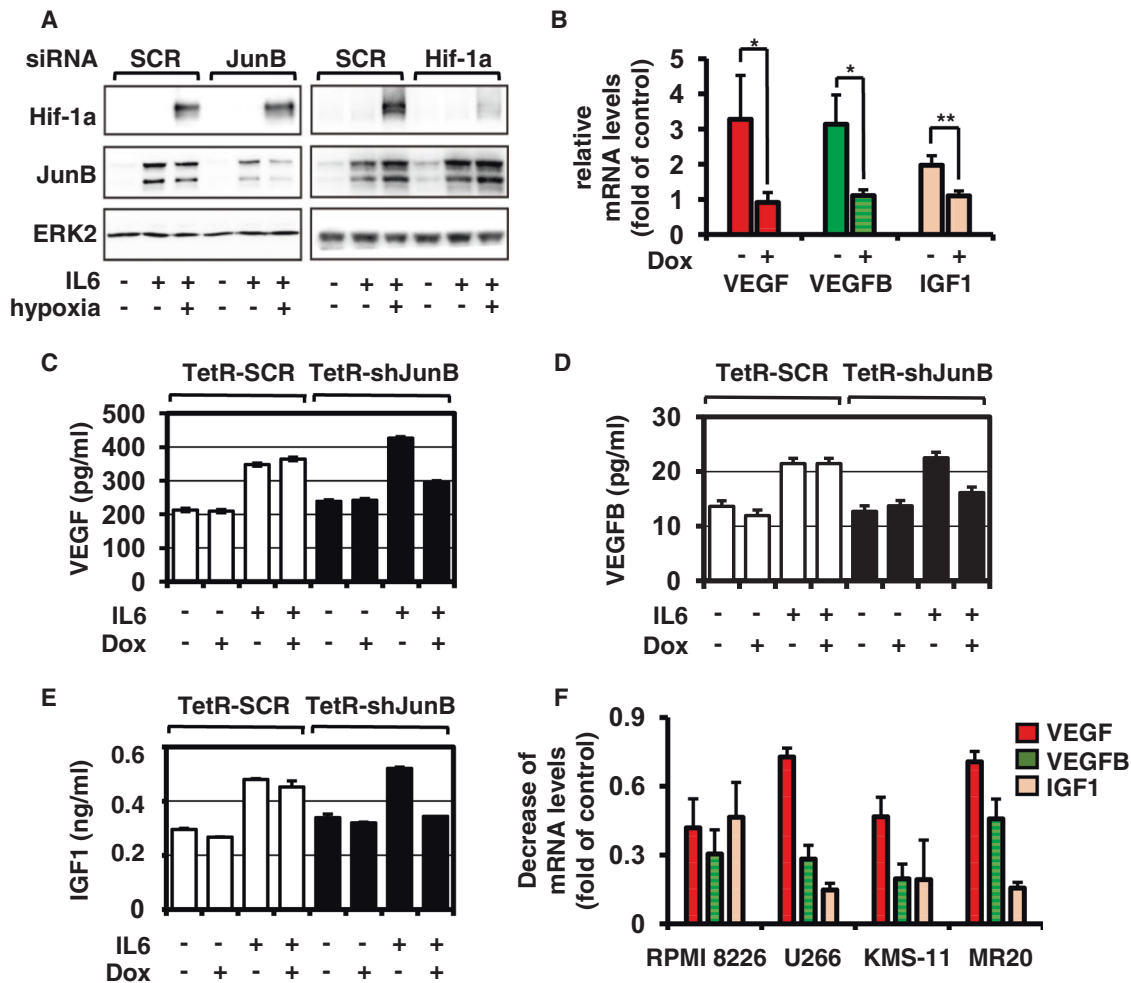 A
siRNA SCR JunB SCR Hif-1a
Hif-1a
JunB
ERK2
IL6 - + + - + + - + + - + +
hypoxia - - + - - + - - + - - +
B
relative
mRNA levels
(fold of control)
5
4
3
2
1
0
* * **
Dox - + - + - +
VEGF VEGFB IGF1
C
TetR-SCR TetR-shJunB
VEGF (pg/ml)
500
400
300
200
100
0
IL6 - - + + - - + +
Dox - + - + - + - +
D
TetR-SCR TetR-shJunB
VEGFB (pg/ml)
30
20
10
0
IL6 - - + + - - + +
Dox - + - + - + - +
E
TetR-SCR TetR-shJunB
IGF1 (ng/ml)
0.6
0.4
0.2
0
IL6 - - + + - - + +
Dox - + - + - + - +
F
Decrease of
mRNA levels
(fold of control)
0.9
0.6
0.3
0
VEGF
VEGFB
IGF1
RPMI 8226 U266 KMS-11 MR20